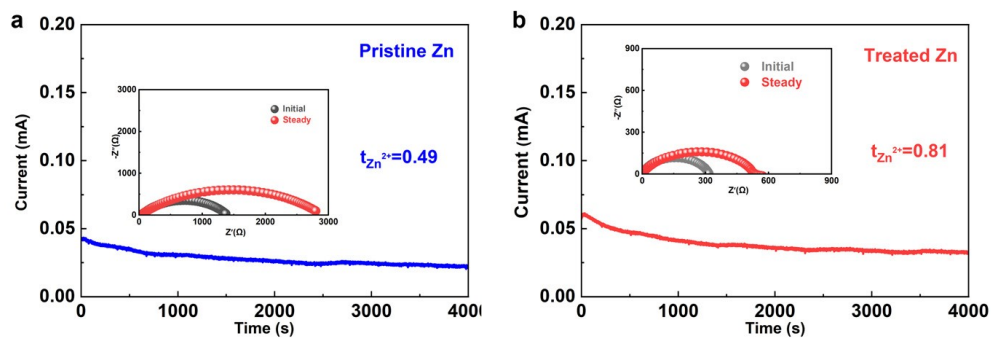 a
Pristine Zn
Current (mA)
0.20
0.15
0.10
0.05
0.00
0
1000
2000
3000
4000
Time (s)
t_Zn²⁺=0.49
-Z''(Ω)
3000
2000
1000
0
0
1000
2000
3000
Z'(Ω)
Initial
Steady
b
Treated Zn
Current (mA)
0.20
0.15
0.10
0.05
0.00
0
1000
2000
3000
4000
Time (s)
t_Zn²⁺=0.81
-Z''(Ω)
900
600
300
0
0
300
600
900
Z'(Ω)
Initial
Steady